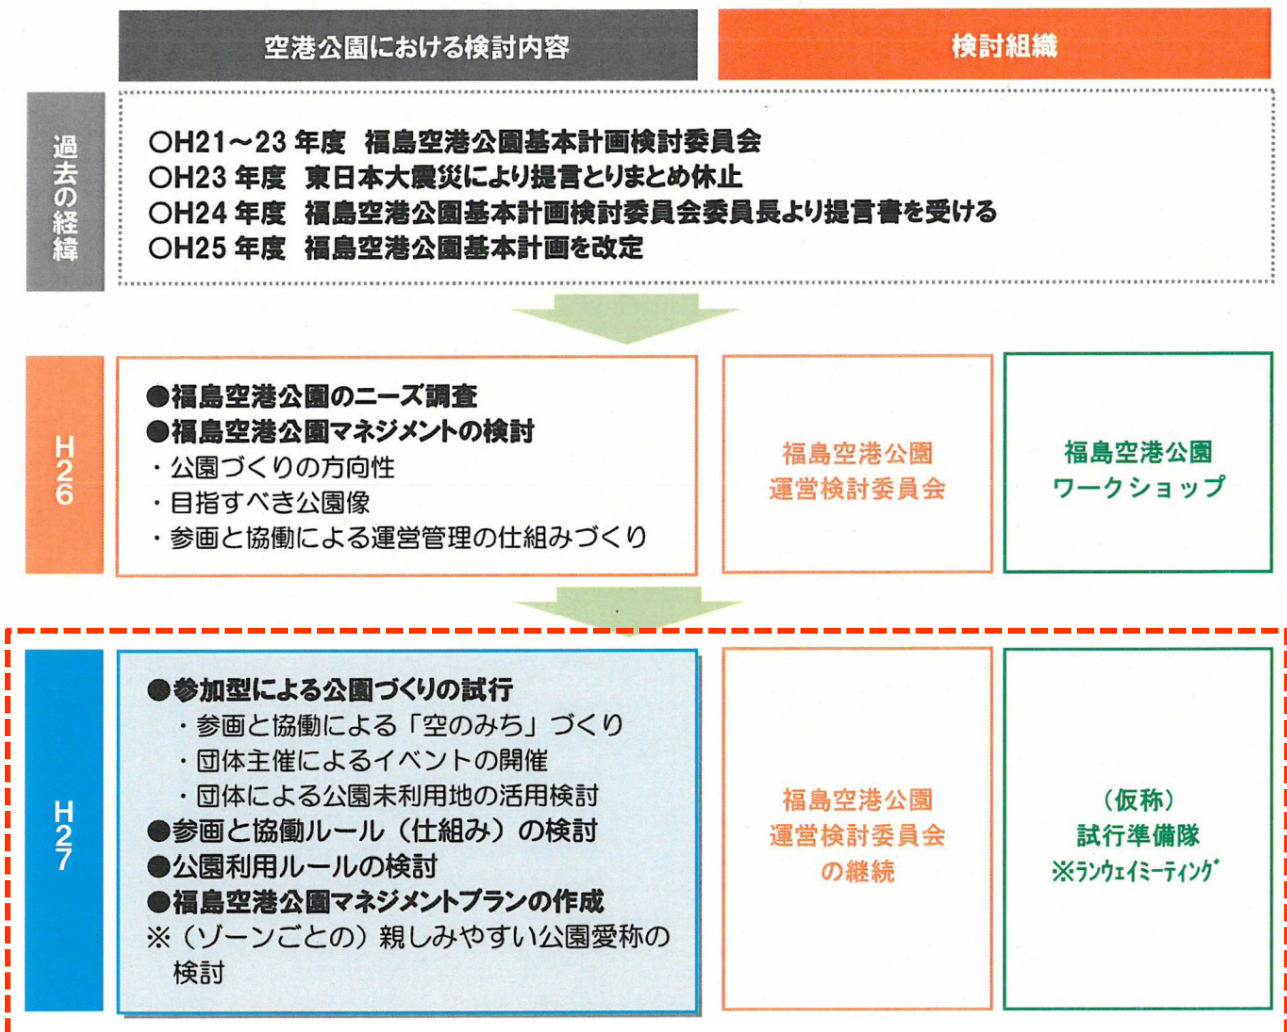 空港公園における検討内容
検討組織
過去の経緯
○H21～23年度 福島空港公園基本計画検討委員会
○H23年度 東日本大震災により提言とりまとめ休止
○H24年度 福島空港公園基本計画検討委員会委員長より提言書を受ける
○H25年度 福島空港公園基本計画を改定
H26
●福島空港公園のニーズ調査
●福島空港公園マネジメントの検討
・公園づくりの方向性
・目指すべき公園像
・参画と協働による運営管理の仕組みづくり
福島空港公園
運営検討委員会
福島空港公園
ワークショップ
H27
●参加型による公園づくりの試行
・参画と協働による「空のみち」づくり
・団体主催によるイベントの開催
・団体による公園未利用地の活用検討
●参画と協働ルール（仕組み）の検討
●公園利用ルールの検討
●福島空港公園マネジメントプランの作成
※（ゾーンごとの）親しみやすい公園愛称の
検討
福島空港公園
運営検討委員会
の継続
（仮称）
試行準備隊
※ﾗﾝｳｪｲﾐｰﾃｨﾝｸﾞ